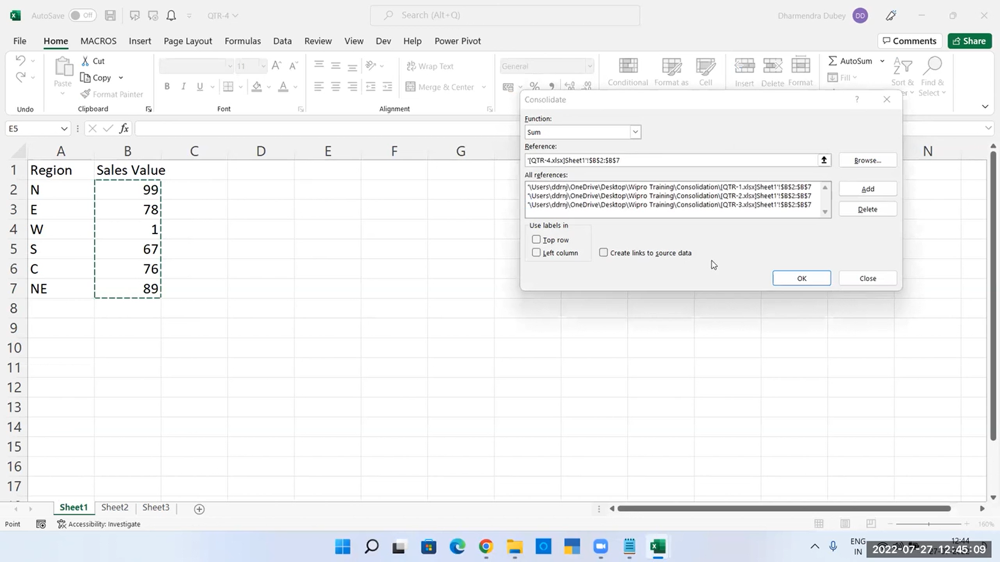 AutoSave Off QTR-4 Search (Alt+Q) Dharmendra Dubey DD
File Home MACROS Insert Page Layout Formulas Data Review View Dev Help Power Pivot Comments Share
Paste Cut Copy Format Painter
11
B I U A
Wrap Text
Merge & Center
General
Conditional Format as Cell Insert Delete Format
AutoSum
Fill
Sort & Find &
Select
Undo Clipboard Font Alignment
E5 fx
Consolidate
Function:
Sum
Reference:
'[QTR-4.xlsx]Sheet1'!$B$2:$B$7 Browse...
All references:
'\Users\ddrnj\OneDrive\Desktop\Wipro Training\Consolidation\[QTR-1.xlsx]Sheet1'!$B$2:$B$7
'\Users\ddrnj\OneDrive\Desktop\Wipro Training\Consolidation\[QTR-2.xlsx]Sheet1'!$B$2:$B$7
'\Users\ddrnj\OneDrive\Desktop\Wipro Training\Consolidation\[QTR-3.xlsx]Sheet1'!$B$2:$B$7
Add
Delete
Use labels in
Top row
Left column Create links to source data
OK Close
A B C D E F G N
1 Region Sales Value
2 N 99
3 E 78
4 W 1
5 S 67
6 C 76
7 NE 89
8
9
10
11
12
13
14
15
16
17
Sheet1 Sheet2 Sheet3
Point Accessibility: Investigate 160%
ENG
IN
12:44
2022-07-27 12:45:09